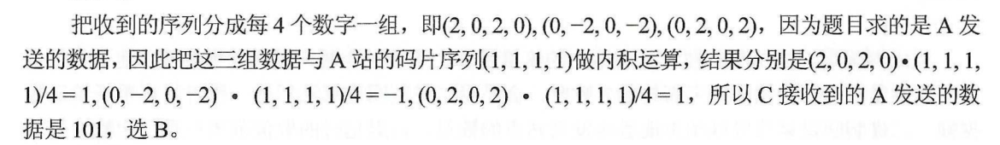 把收到的序列分成每 4 个数字一组，即(2, 0, 2, 0), (0, −2, 0, −2), (0, 2, 0, 2)，因为题目求的是 A 发
送的数据，因此把这三组数据与 A 站的码片序列(1, 1, 1, 1)做内积运算，结果分别是(2, 0, 2, 0)•(1, 1, 1,
1)/4 = 1, (0, −2, 0, −2) • (1, 1, 1, 1)/4 = −1, (0, 2, 0, 2) • (1, 1, 1, 1)/4 = 1，所以 C 接收到的 A 发送的数
据是 101，选 B。